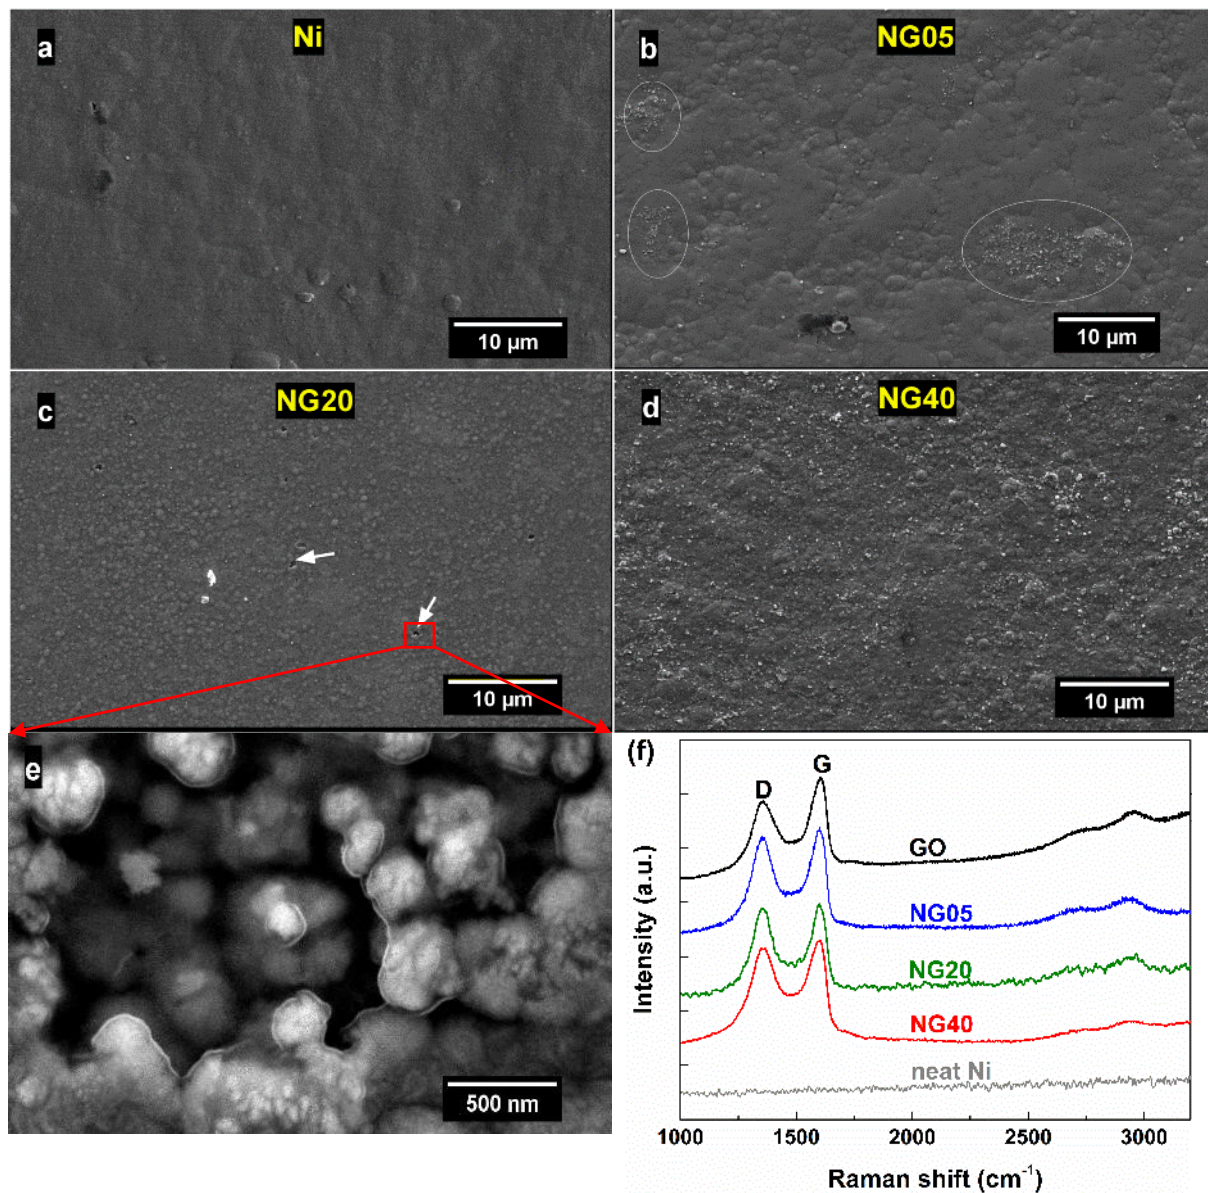 a
Ni
10 µm
b
NG05
10 µm
c
NG20
10 µm
d
NG40
10 µm
e
500 nm
(f)
D
G
GO
NG05
NG20
NG40
neat Ni
Intensity (a.u.)
1000 1500 2000 2500 3000
Raman shift (cm⁻¹)